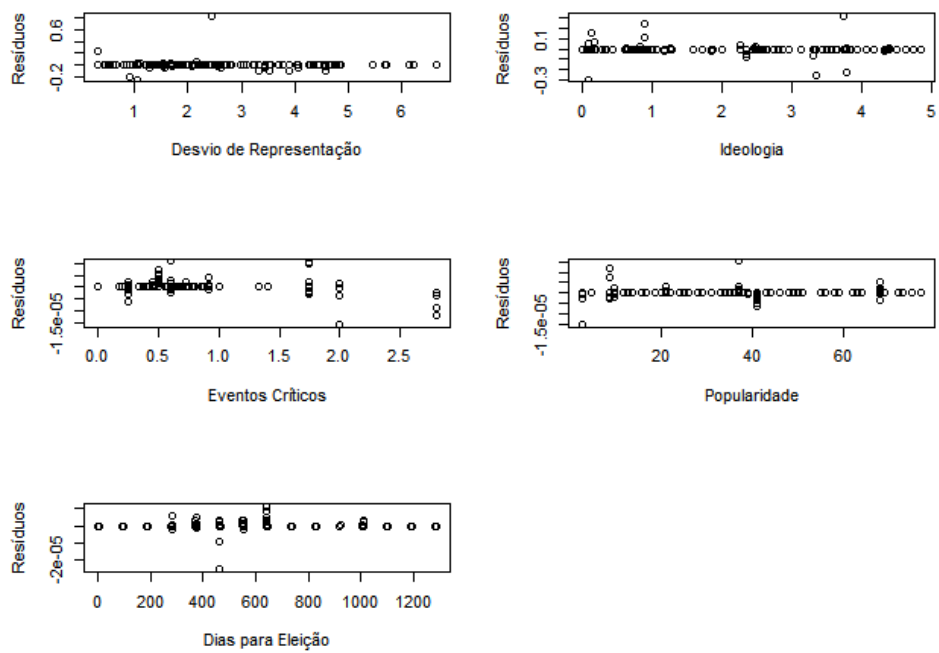 Resíduos
0.6
-0.2
1 2 3 4 5 6
Desvio de Representação
Resíduos
0.1
-0.3
0 1 2 3 4 5
Ideologia
Resíduos
-1.5e-05
0.0 0.5 1.0 1.5 2.0 2.5
Eventos Críticos
Resíduos
-1.5e-05
20 40 60
Popularidade
Resíduos
-2e-05
0 200 400 600 800 1000 1200
Dias para Eleição